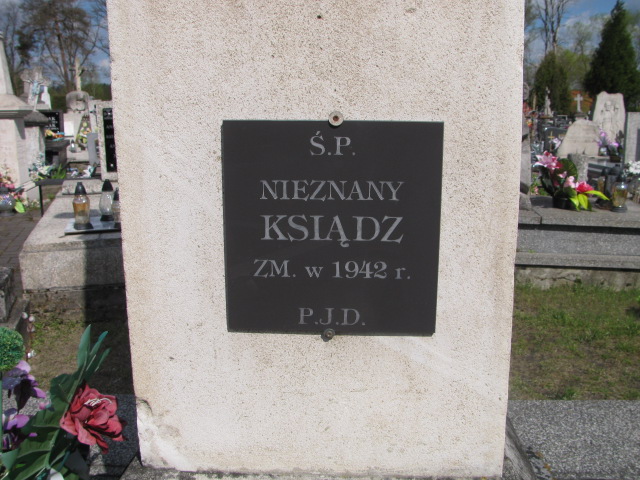 Ś.P.
NIEZNANY
KSIĄDZ
ZM. w 1942 r.
P.J.D.